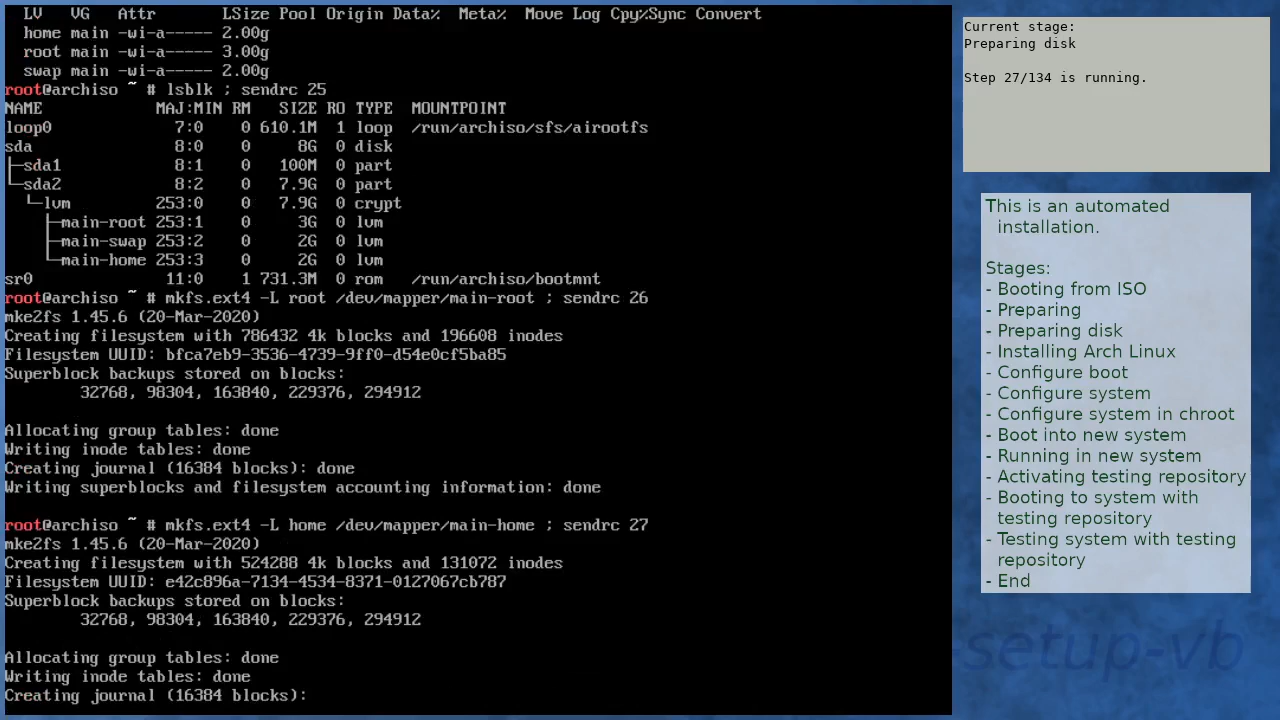 LV   VG   Attr       LSize Pool Origin Data%  Meta%  Move Log Cpy%Sync Convert
  home main -wi-a----- 2.00g
  root main -wi-a----- 3.00g
  swap main -wi-a----- 2.00g
root@archiso ~ # lsblk ; sendrc 25
NAME            MAJ:MIN RM   SIZE RO TYPE  MOUNTPOINT
loop0             7:0    0 610.1M  1 loop  /run/archiso/sfs/airootfs
sda               8:0    0     8G  0 disk
├─sda1            8:1    0   100M  0 part
└─sda2            8:2    0   7.9G  0 part
  └─lvm         253:0    0   7.9G  0 crypt
    ├─main-root 253:1    0     3G  0 lvm
    ├─main-swap 253:2    0     2G  0 lvm
    └─main-home 253:3    0     2G  0 lvm
sr0              11:0    1 731.3M  0 rom   /run/archiso/bootmnt
root@archiso ~ # mkfs.ext4 -L root /dev/mapper/main-root ; sendrc 26
mke2fs 1.45.6 (20-Mar-2020)
Creating filesystem with 786432 4k blocks and 196608 inodes
Filesystem UUID: bfca7eb9-3536-4739-9ff0-d54e0cf5ba85
Superblock backups stored on blocks:
        32768, 98304, 163840, 229376, 294912

Allocating group tables: done
Writing inode tables: done
Creating journal (16384 blocks): done
Writing superblocks and filesystem accounting information: done

root@archiso ~ # mkfs.ext4 -L home /dev/mapper/main-home ; sendrc 27
mke2fs 1.45.6 (20-Mar-2020)
Creating filesystem with 524288 4k blocks and 131072 inodes
Filesystem UUID: e42c896a-7134-4534-8371-0127067cb787
Superblock backups stored on blocks:
        32768, 98304, 163840, 229376, 294912

Allocating group tables: done
Writing inode tables: done
Creating journal (16384 blocks):
Current stage:
Preparing disk

Step 27/134 is running.
This is an automated
installation.

Stages:
- Booting from ISO
- Preparing
- Preparing disk
- Installing Arch Linux
- Configure boot
- Configure system
- Configure system in chroot
- Boot into new system
- Running in new system
- Activating testing repository
- Booting to system with
testing repository
- Testing system with testing
repository
- End
-setup-vb